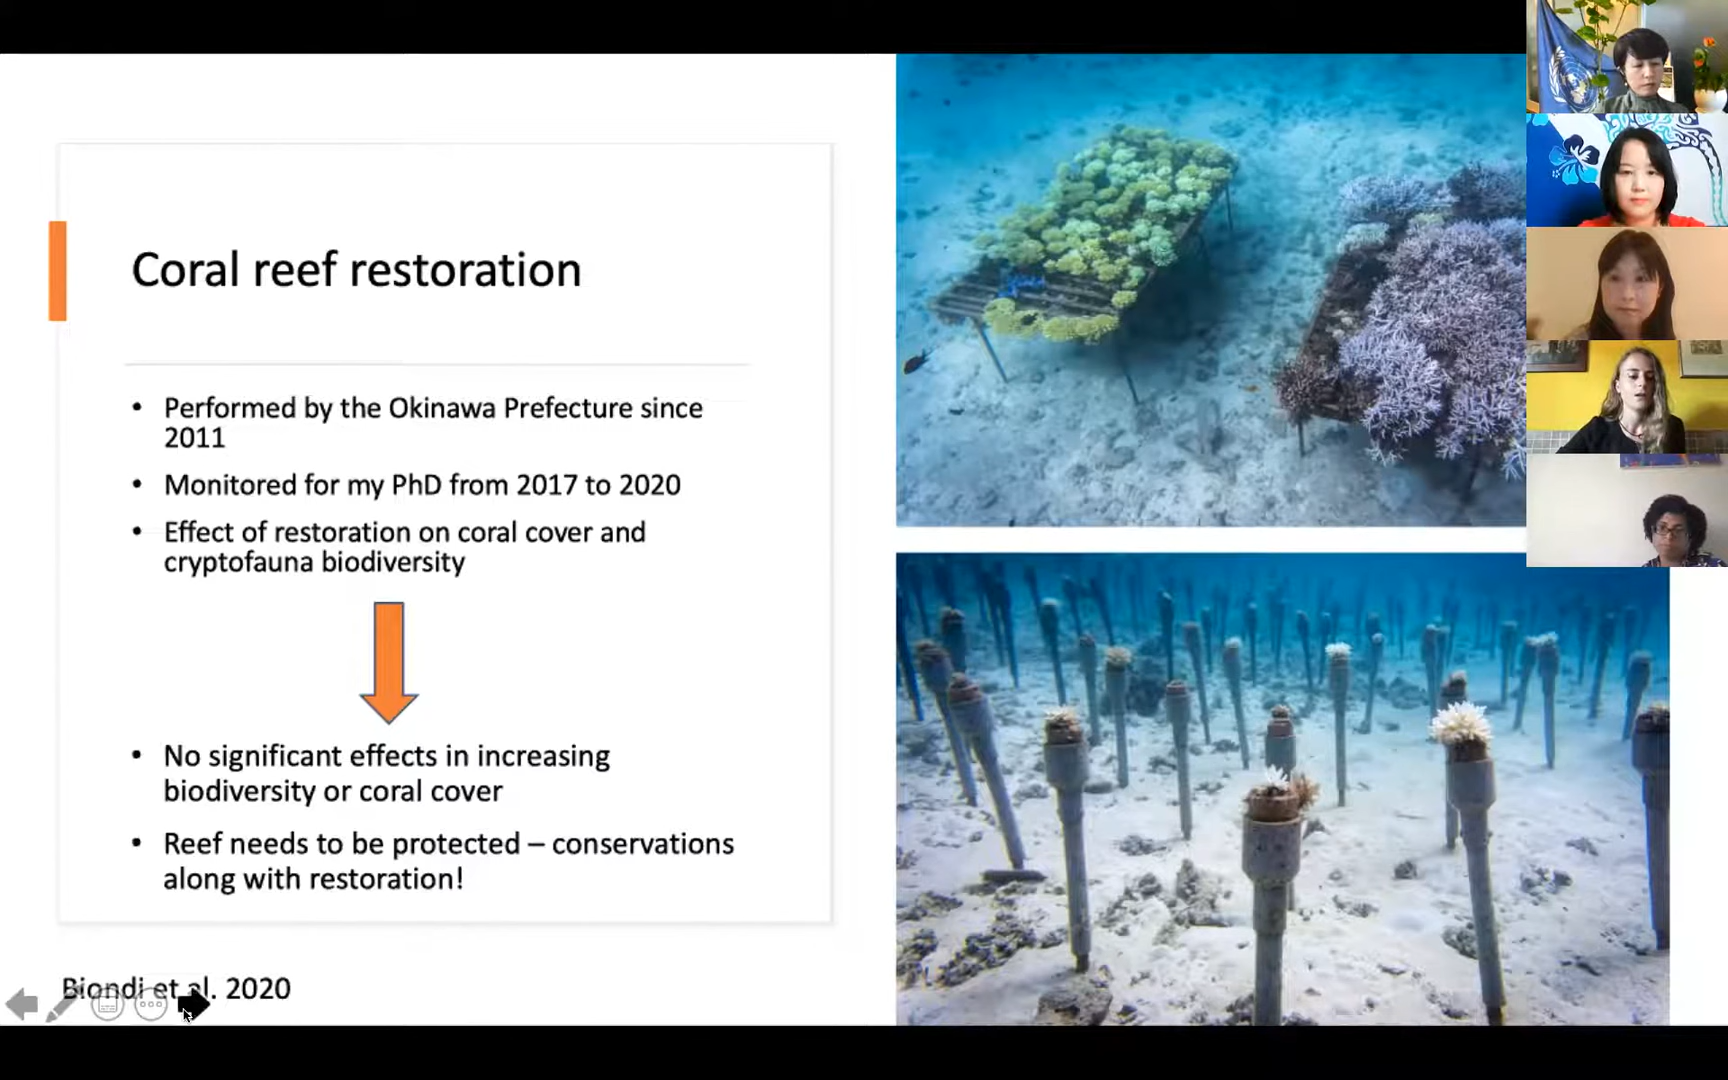 Coral reef restoration
• Performed by the Okinawa Prefecture since
2011
• Monitored for my PhD from 2017 to 2020
• Effect of restoration on coral cover and
cryptofauna biodiversity
• No significant effects in increasing
biodiversity or coral cover
• Reef needs to be protected – conservations
along with restoration!
Biondi et al. 2020